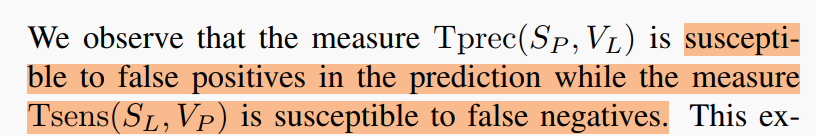 We observe that the measure Tprec(S_P, V_L) is suscepti-
ble to false positives in the prediction while the measure
Tsens(S_L, V_P) is susceptible to false negatives. This ex-